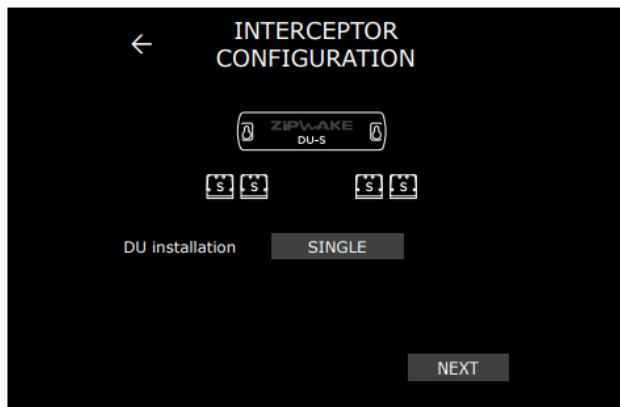 INTERCEPTOR
CONFIGURATION
ZIPWAKE
DU-S
S S S S
DU installation SINGLE
NEXT